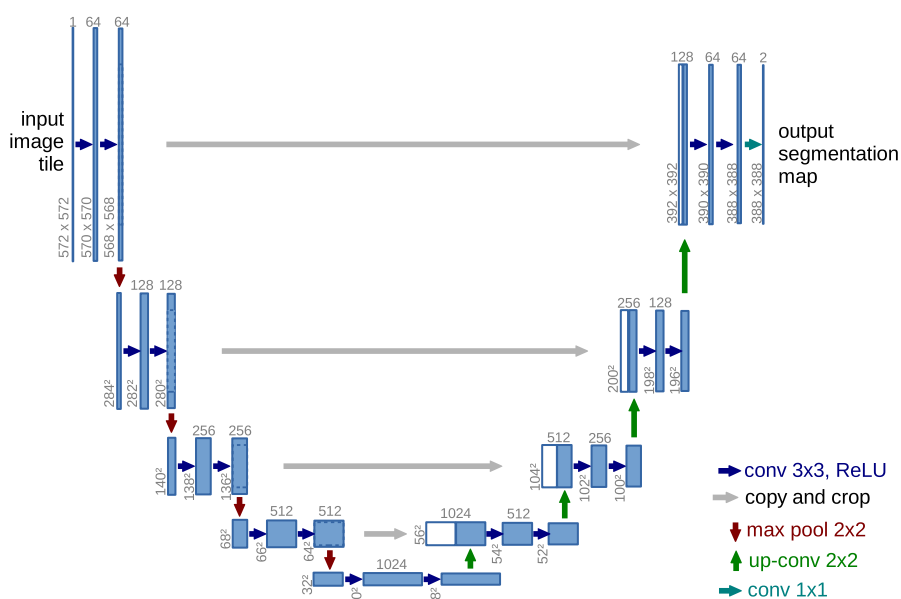 1 64 64
128 64 64 2
input
image
tile
output
segmentation
map
572 x 572
570 x 570
568 x 568
392 x 392
390 x 390
388 x 388
388 x 388
128 128
256 128
284²
282²
280²
200²
198²
196²
256 256
512 256
140²
138²
136²
104²
102²
100²
512 512
1024 512
68²
66²
64²
56²
54²
52²
1024
32²
0²
8²
conv 3x3, ReLU
copy and crop
max pool 2x2
up-conv 2x2
conv 1x1